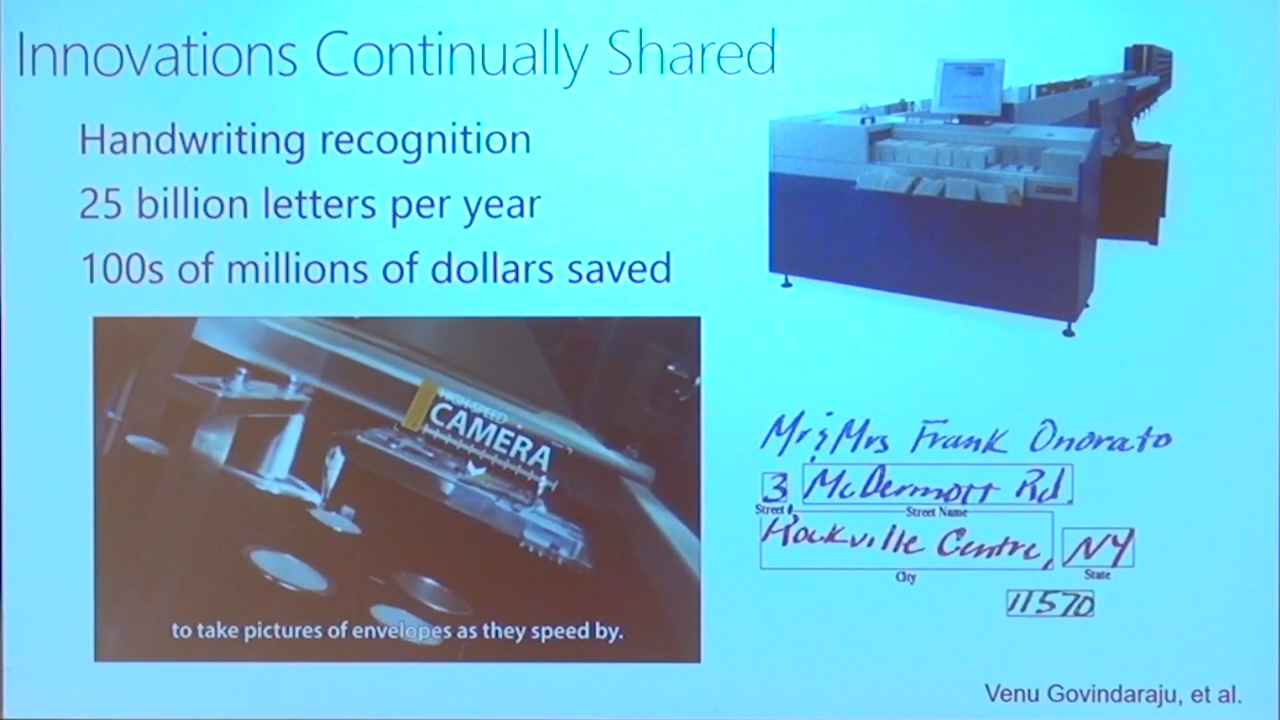 Innovations Continually Shared
Handwriting recognition
25 billion letters per year
100s of millions of dollars saved
HIGH-SPEED
CAMERA
to take pictures of envelopes as they speed by.
Mr & Mrs Frank Onorato
3 McDermott Rd
Street # Street Name
Rockville Centre, NY
City State
11570
Venu Govindaraju, et al.